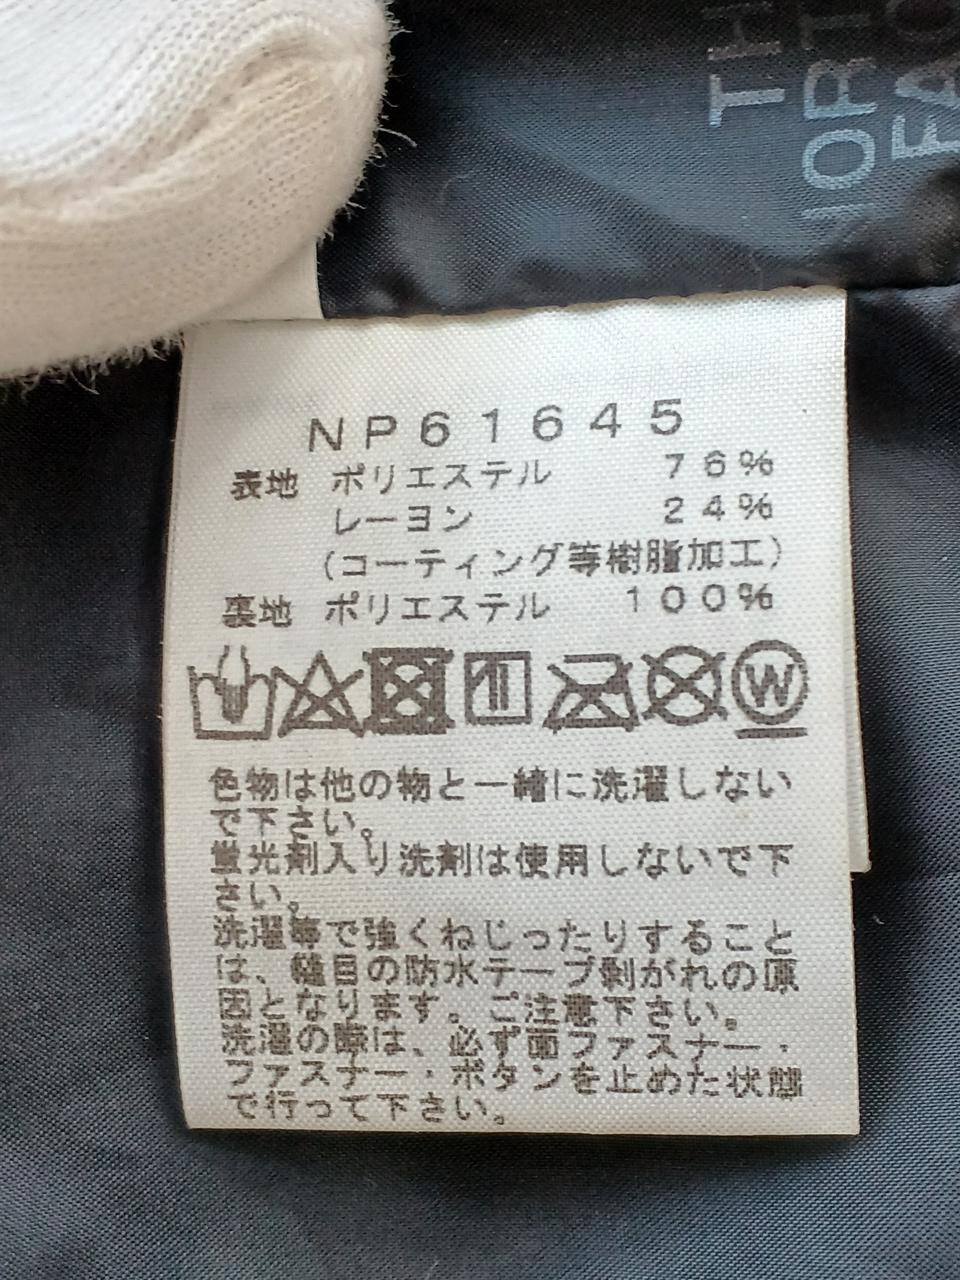 TH
NORT
FAC
NP61645
表地 ポリエステル 76%
レーヨン 24%
(コーティング等樹脂加工)
裏地 ポリエステル 100%
W
色物は他の物と一緒に洗濯しない
で下さい。
蛍光剤入り洗剤は使用しないで下
さい。
洗濯等で強くねじったりすること
は、縫目の防水テープ剥がれの原
因となります。ご注意下さい。
洗濯の際は、必ず面ファスナー・
ファスナー・ボタンを止めた状態
で行って下さい。